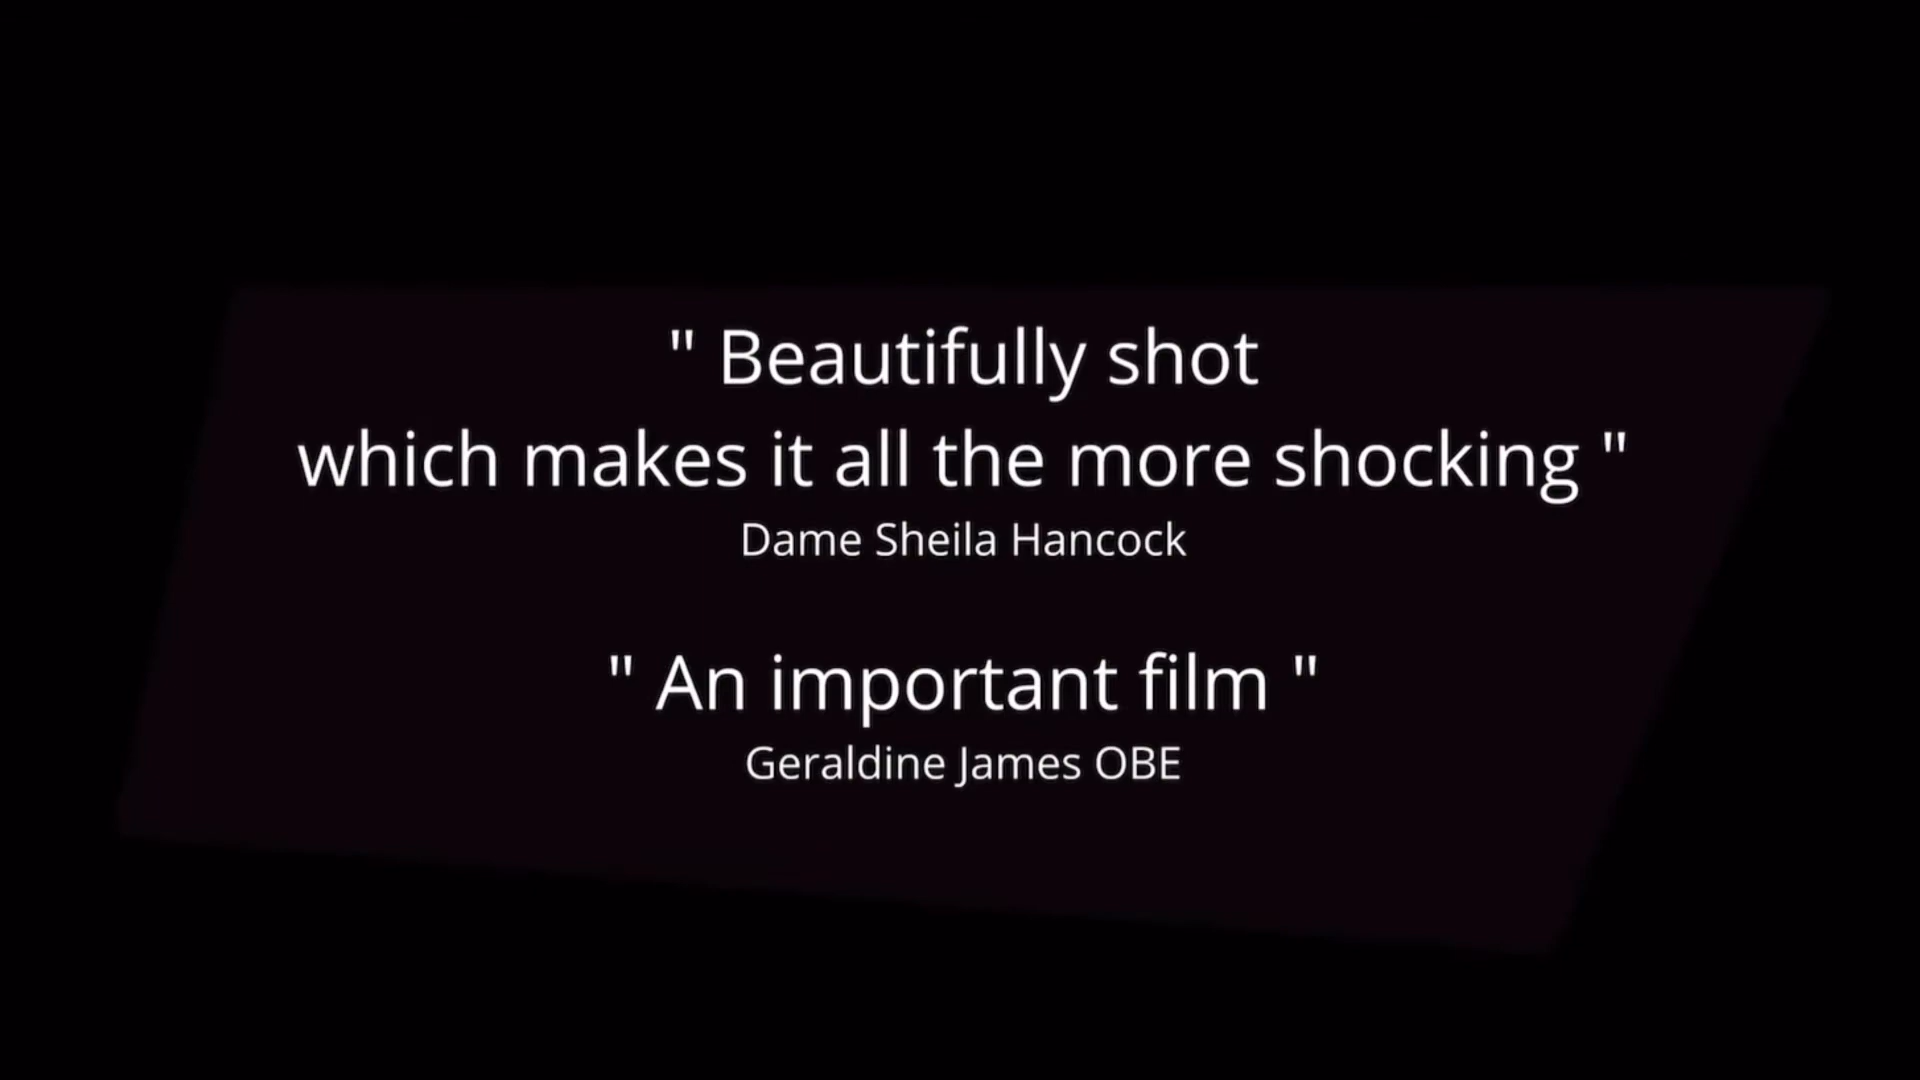 " Beautifully shot
which makes it all the more shocking "
Dame Sheila Hancock
" An important film "
Geraldine James OBE